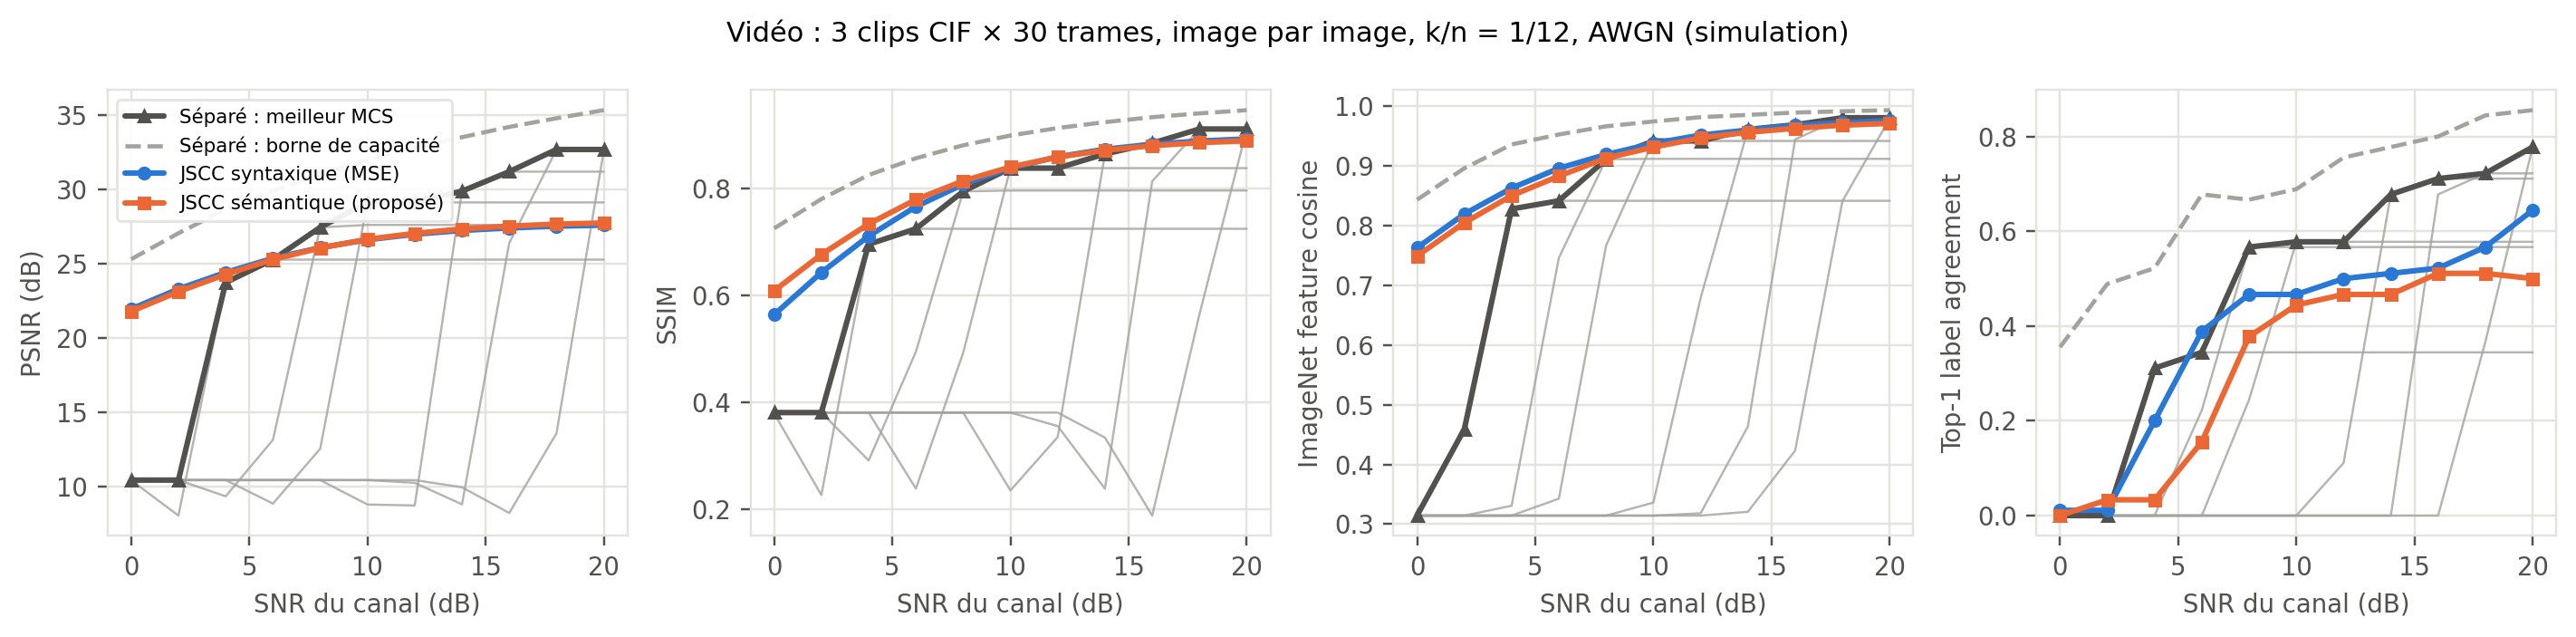 Vidéo : 3 clips CIF × 30 trames, image par image, k/n = 1/12, AWGN (simulation)
PSNR (dB)
35
30
25
20
15
10
Séparé : meilleur MCS
Séparé : borne de capacité
JSCC syntaxique (MSE)
JSCC sémantique (proposé)
0 5 10 15 20
SNR du canal (dB)
SSIM
0.8
0.6
0.4
0.2
0 5 10 15 20
SNR du canal (dB)
ImageNet feature cosine
1.0
0.9
0.8
0.7
0.6
0.5
0.4
0.3
0 5 10 15 20
SNR du canal (dB)
Top-1 label agreement
0.8
0.6
0.4
0.2
0.0
0 5 10 15 20
SNR du canal (dB)